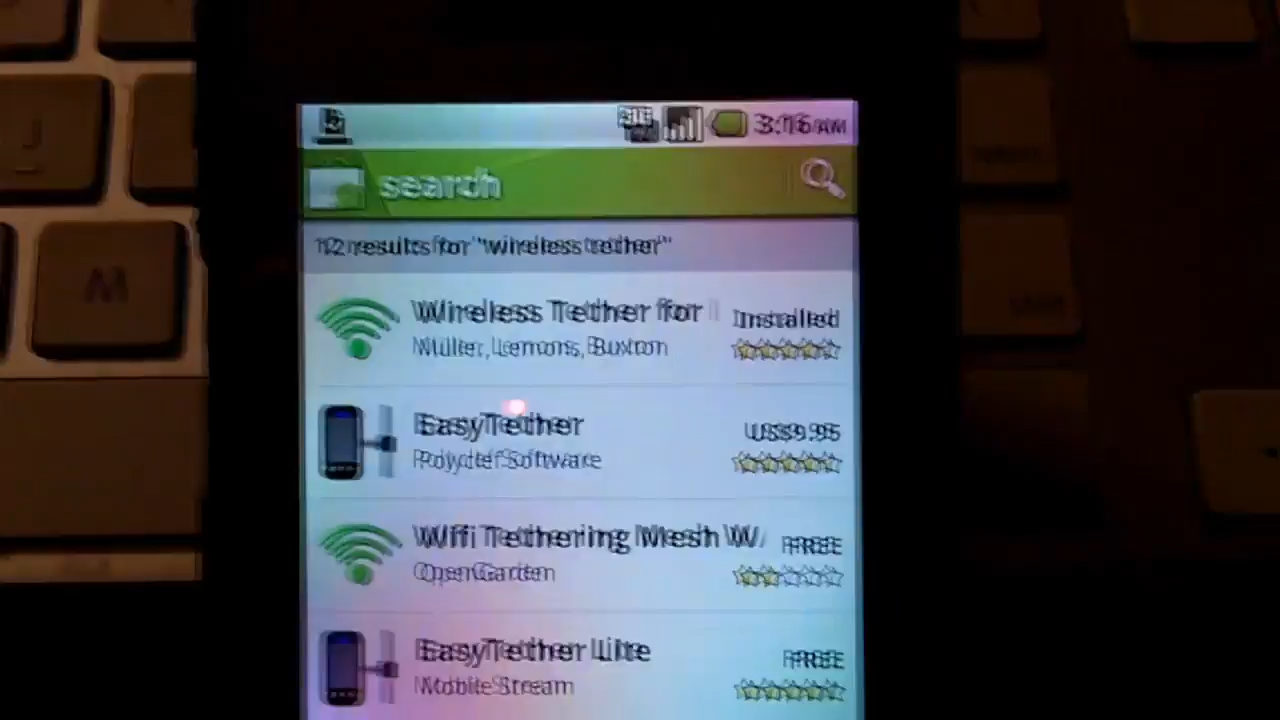 3:16 AM
search
12 results for "wireless tether"
Wireless Tether for
Installed
Müller, Lemons, Buxton
EasyTether
US$9.95
Polyclef Software
Wifi Tethering Mesh W
FREE
OpenGarden
EasyTether Lite
FREE
Mobile Stream
M